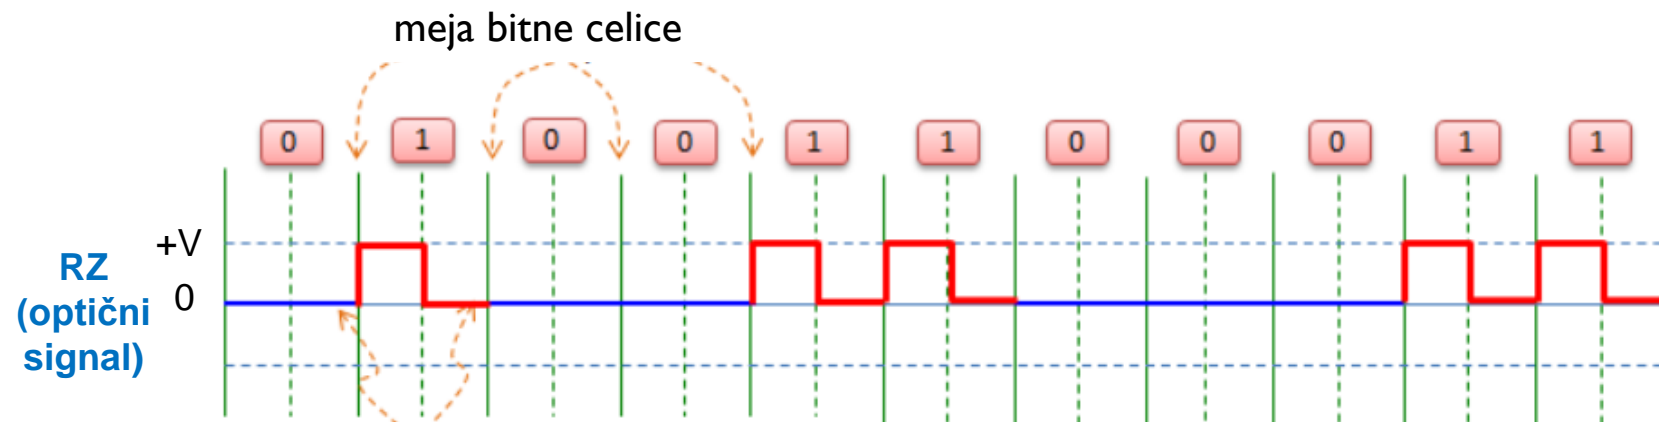 meja bitne celice
0 1 0 0 1 1 0 0 0 1 1
+V
0
RZ
(optični
signal)